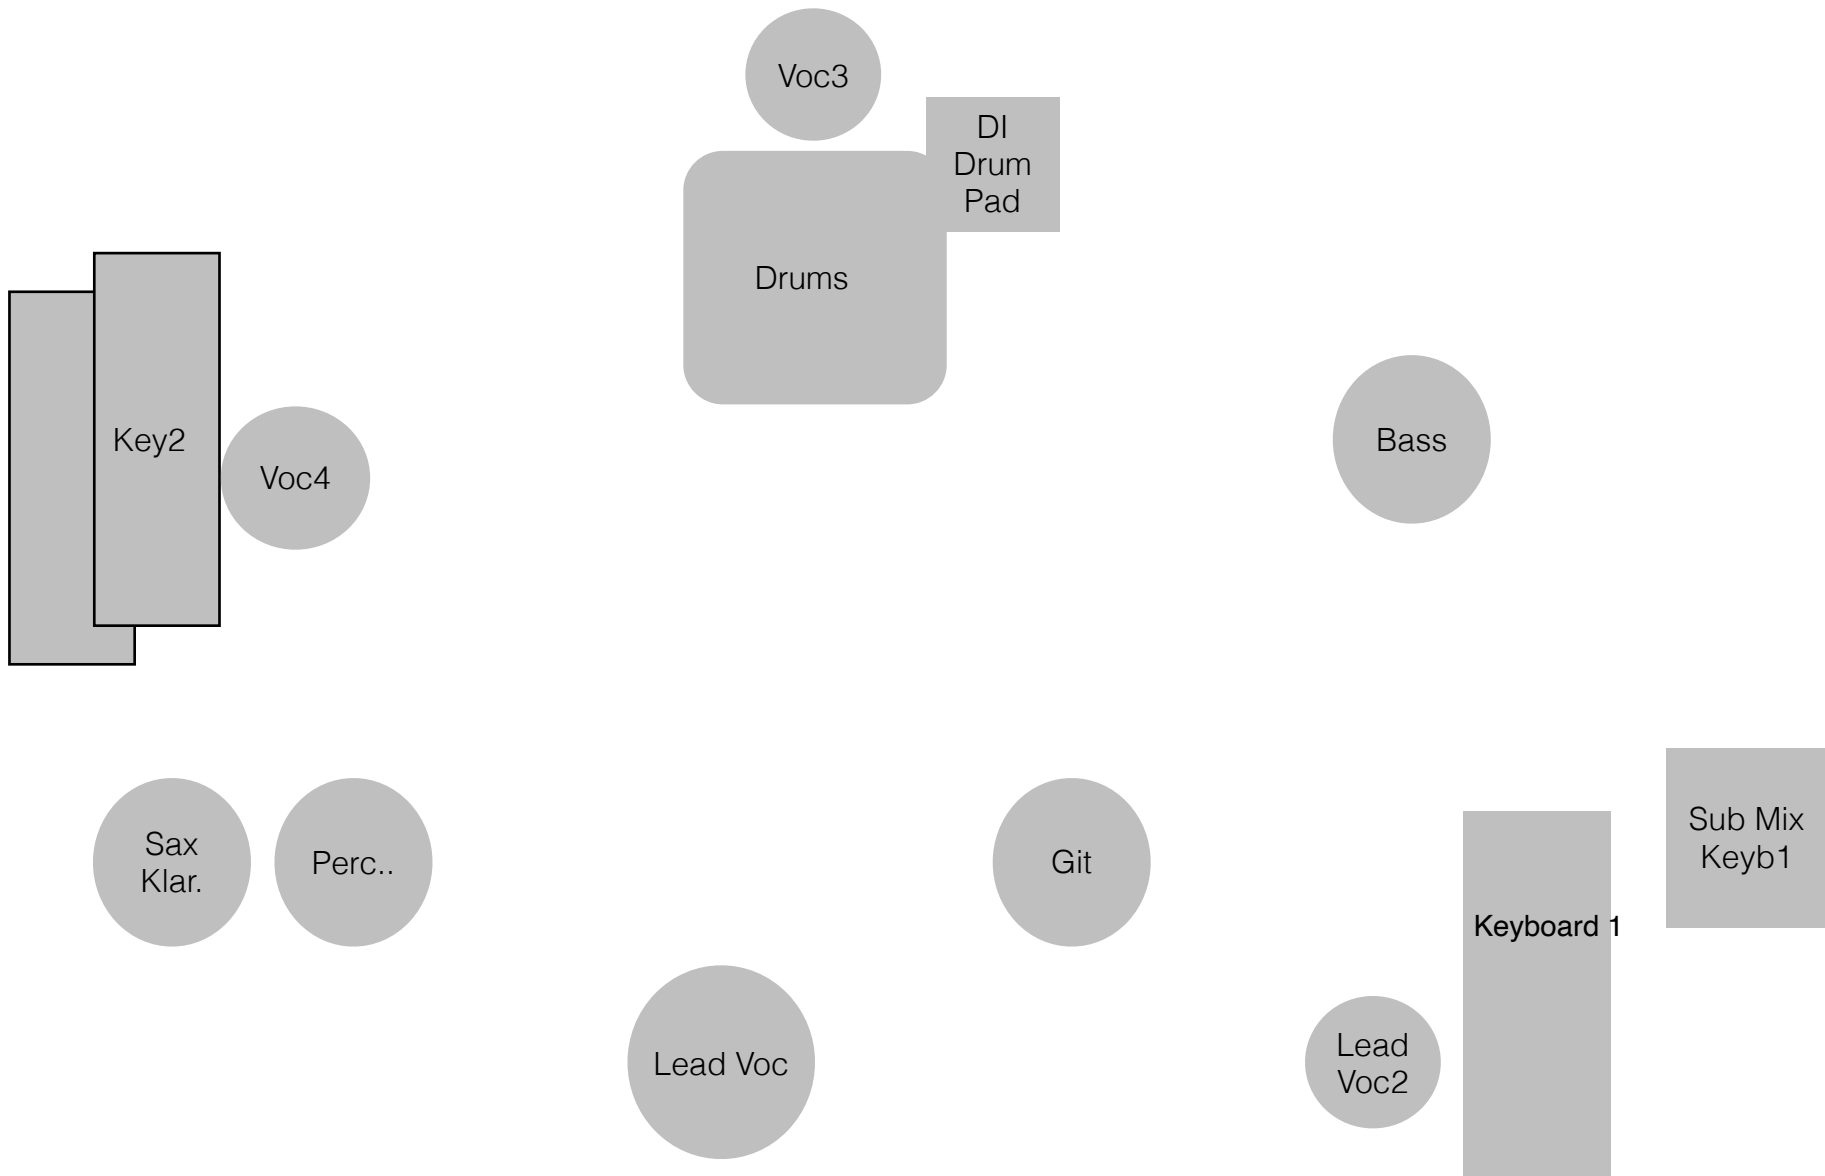 Voc3
DI
Drum
Pad
Drums
Key2
Voc4
Bass
Sax
Klar.
Perc..
Git
Sub Mix
Keyb1
Keyboard 1
Lead Voc
Lead
Voc2